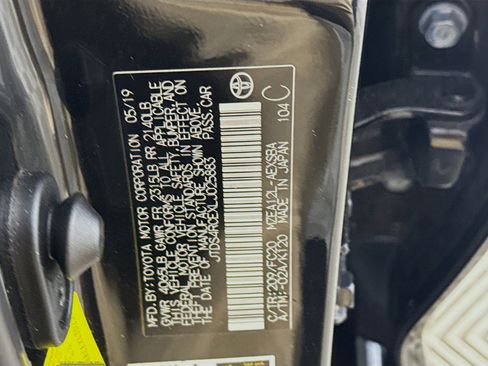 MFD.BY:TOYOTA MOTOR CORPORATION 05/19
GVWR 4065LB GAWR FR 2315LB RR 2140LB
THIS VEHICLE CONFORMS TO ALL APPLICABLE
FEDERAL MOTOR VEHICLE SAFETY, BUMPER, AND
THEFT PREVENTION STANDARDS IN EFFECT ON
THE DATE OF MANUFACTURE SHOWN ABOVE.
PASS.CAR
C/TR:202/FC20 MZEA12L-AEXSBA
A/TM:-02A/K120 MADE IN JAPAN 104 C